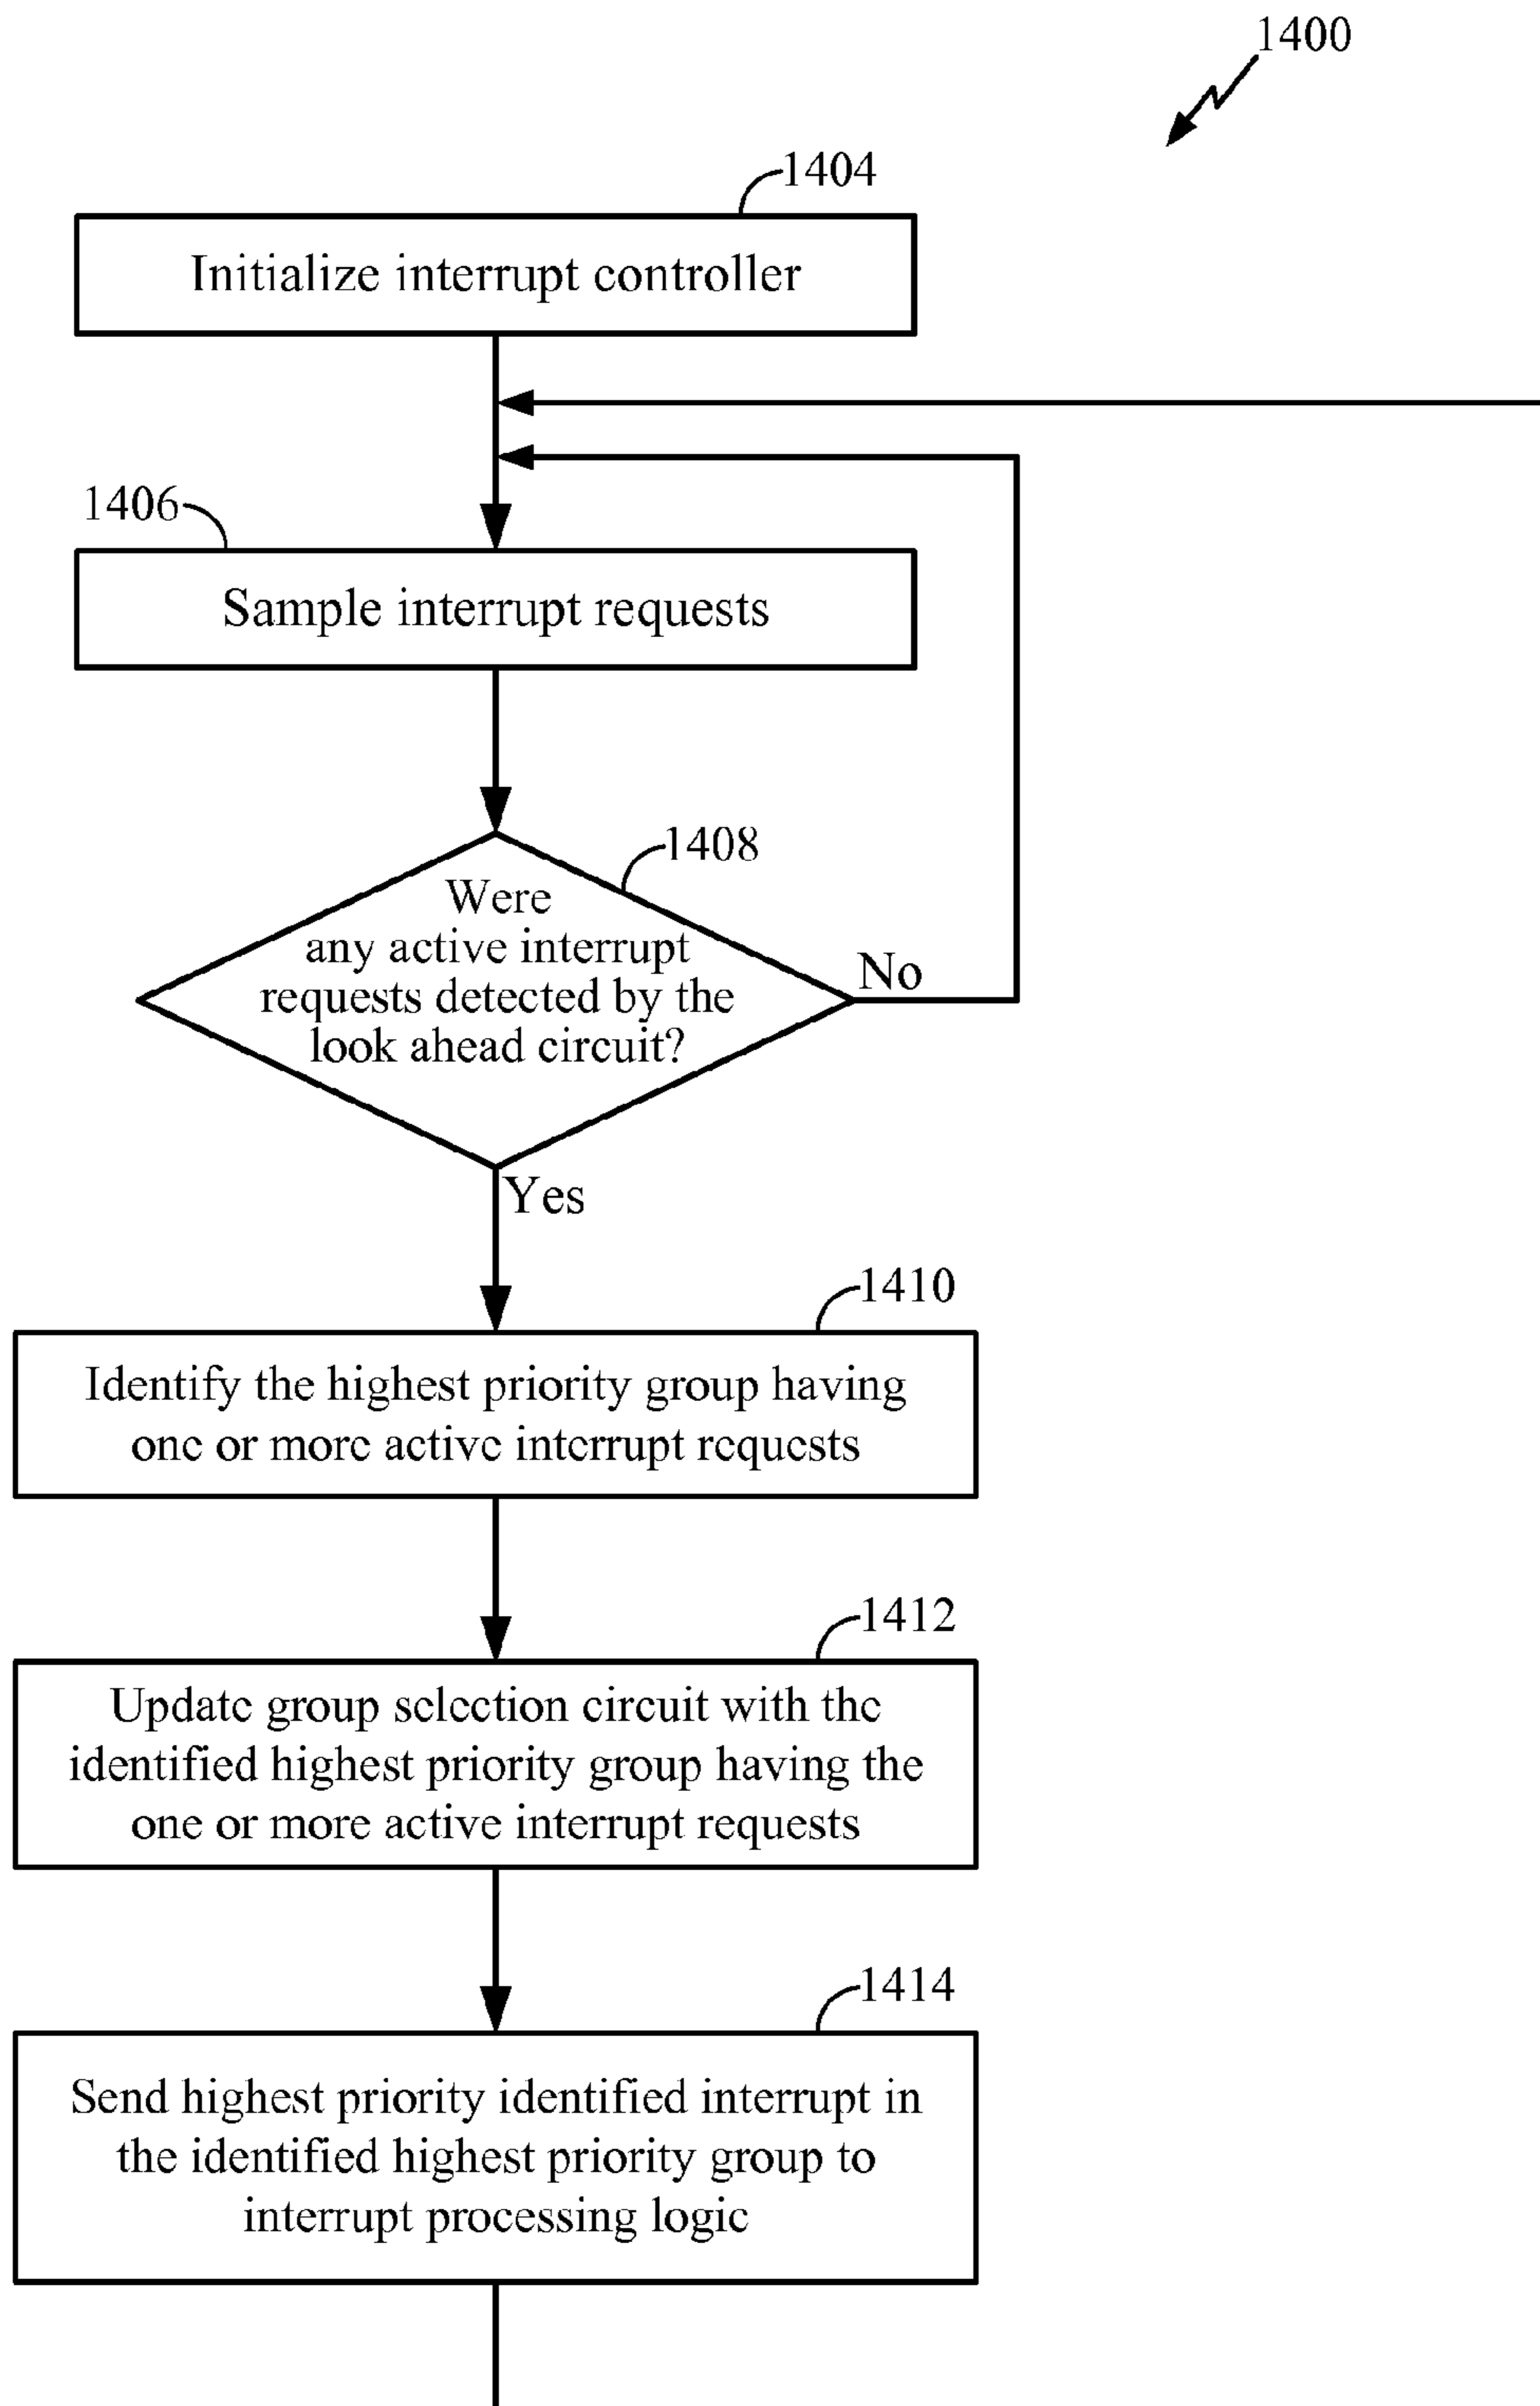 1400
1404
Initialize interrupt controller
1406
Sample interrupt requests
1408
Were
any active interrupt
requests detected by the
look ahead circuit?
No
Yes
1410
Identify the highest priority group having
one or more active interrupt requests
1412
Update group selection circuit with the
identified highest priority group having the
one or more active interrupt requests
1414
Send highest priority identified interrupt in
the identified highest priority group to
interrupt processing logic